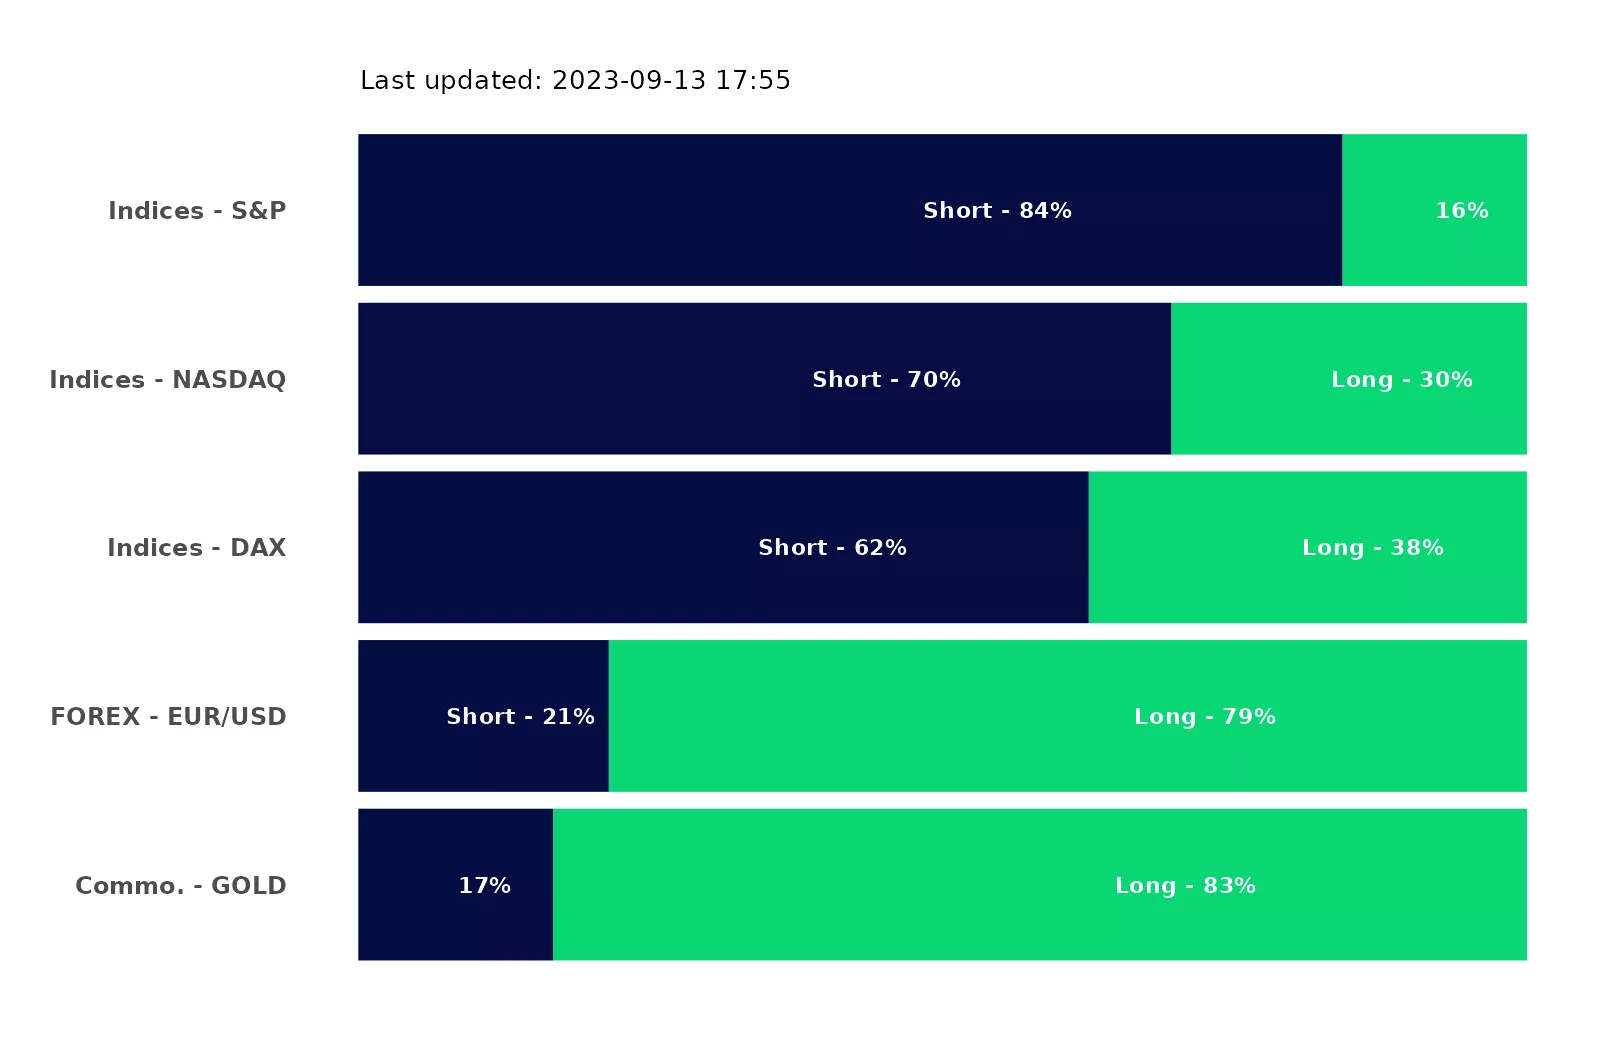 Last updated: 2023-09-13 17:55
Indices - S&P Short - 84% 16%
Indices - NASDAQ Short - 70% Long - 30%
Indices - DAX Short - 62% Long - 38%
FOREX - EUR/USD Short - 21% Long - 79%
Commo. - GOLD 17% Long - 83%